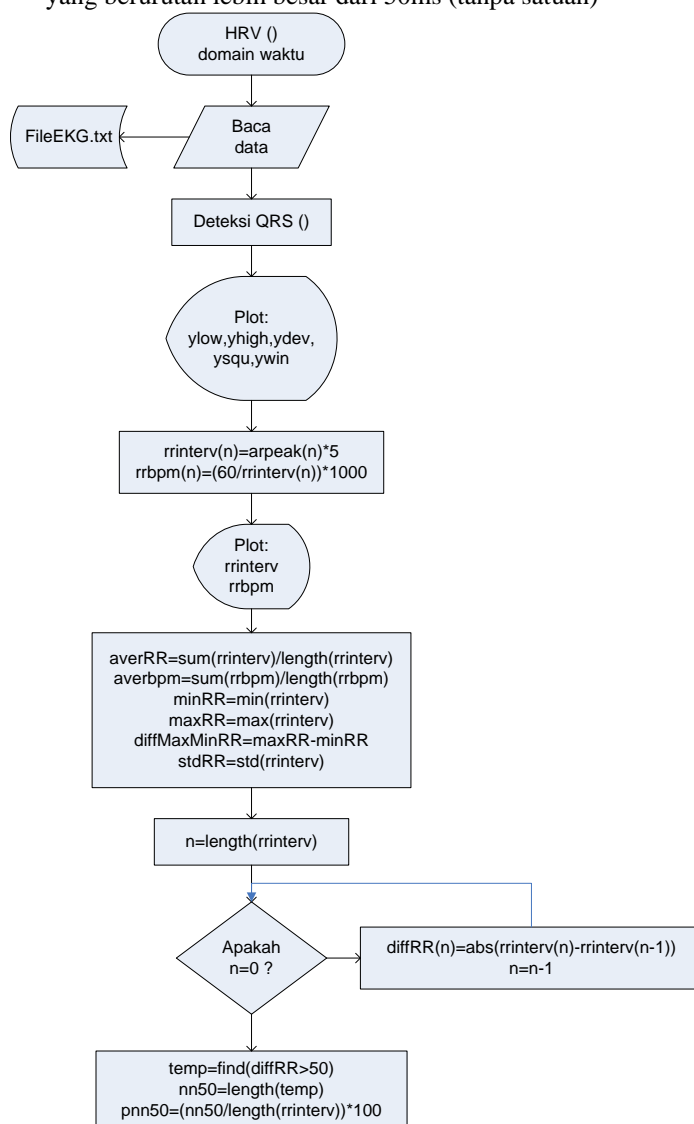 yang berurutan lebih besar dari 50ms (tanpa satuan)
HRV ()
domain waktu
FileEKG.txt
Baca
data
Deteksi QRS ()
Plot:
ylow,yhigh,ydev,
ysqu,ywin
rrinterv(n)=arpeak(n)*5
rrbpm(n)=(60/rrinterv(n))*1000
Plot:
rrinterv
rrbpm
averRR=sum(rrinterv)/length(rrinterv)
averbpm=sum(rrbpm)/length(rrbpm)
minRR=min(rrinterv)
maxRR=max(rrinterv)
diffMaxMinRR=maxRR-minRR
stdRR=std(rrinterv)
n=length(rrinterv)
Apakah
n=0 ?
diffRR(n)=abs(rrinterv(n)-rrinterv(n-1))
n=n-1
temp=find(diffRR>50)
nn50=length(temp)
pnn50=(nn50/length(rrinterv))*100